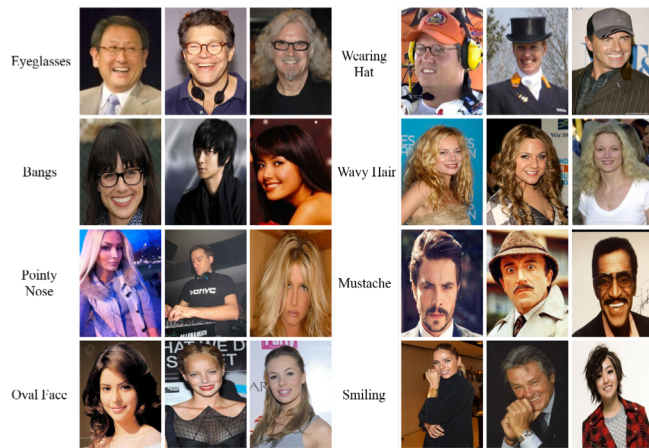 Eyeglasses
Wearing
Hat
Bangs
Wavy Hair
Pointy
Nose
Mustache
Oval Face
Smiling